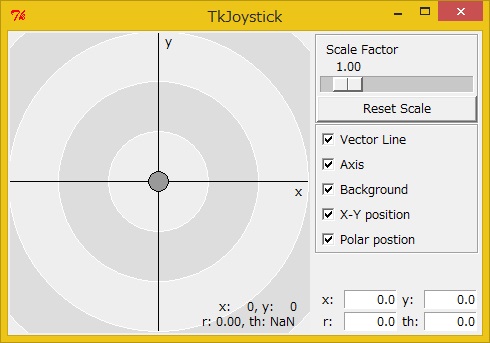 TkJoystick
y
x
x: 0, y: 0
r: 0.00, th: NaN
Scale Factor
1.00
Reset Scale
Vector Line
Axis
Background
X-Y position
Polar postion
x: 0.0 y: 0.0
r: 0.0 th: 0.0